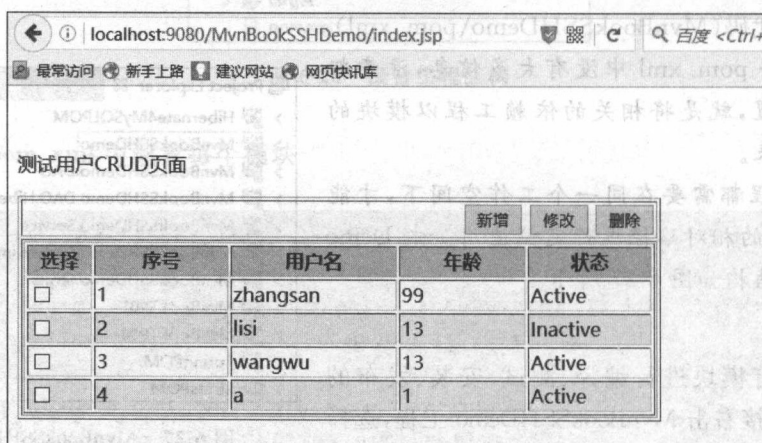 localhost:9080/MvnBookSSHDemo/index.jsp
百度 <Ctrl+
最常访问 新手上路 建议网站 网页快讯库
测试用户CRUD页面
新增 修改 删除
选择 序号 用户名 年龄 状态
1 zhangsan 99 Active
2 lisi 13 Inactive
3 wangwu 13 Active
4 a 1 Active